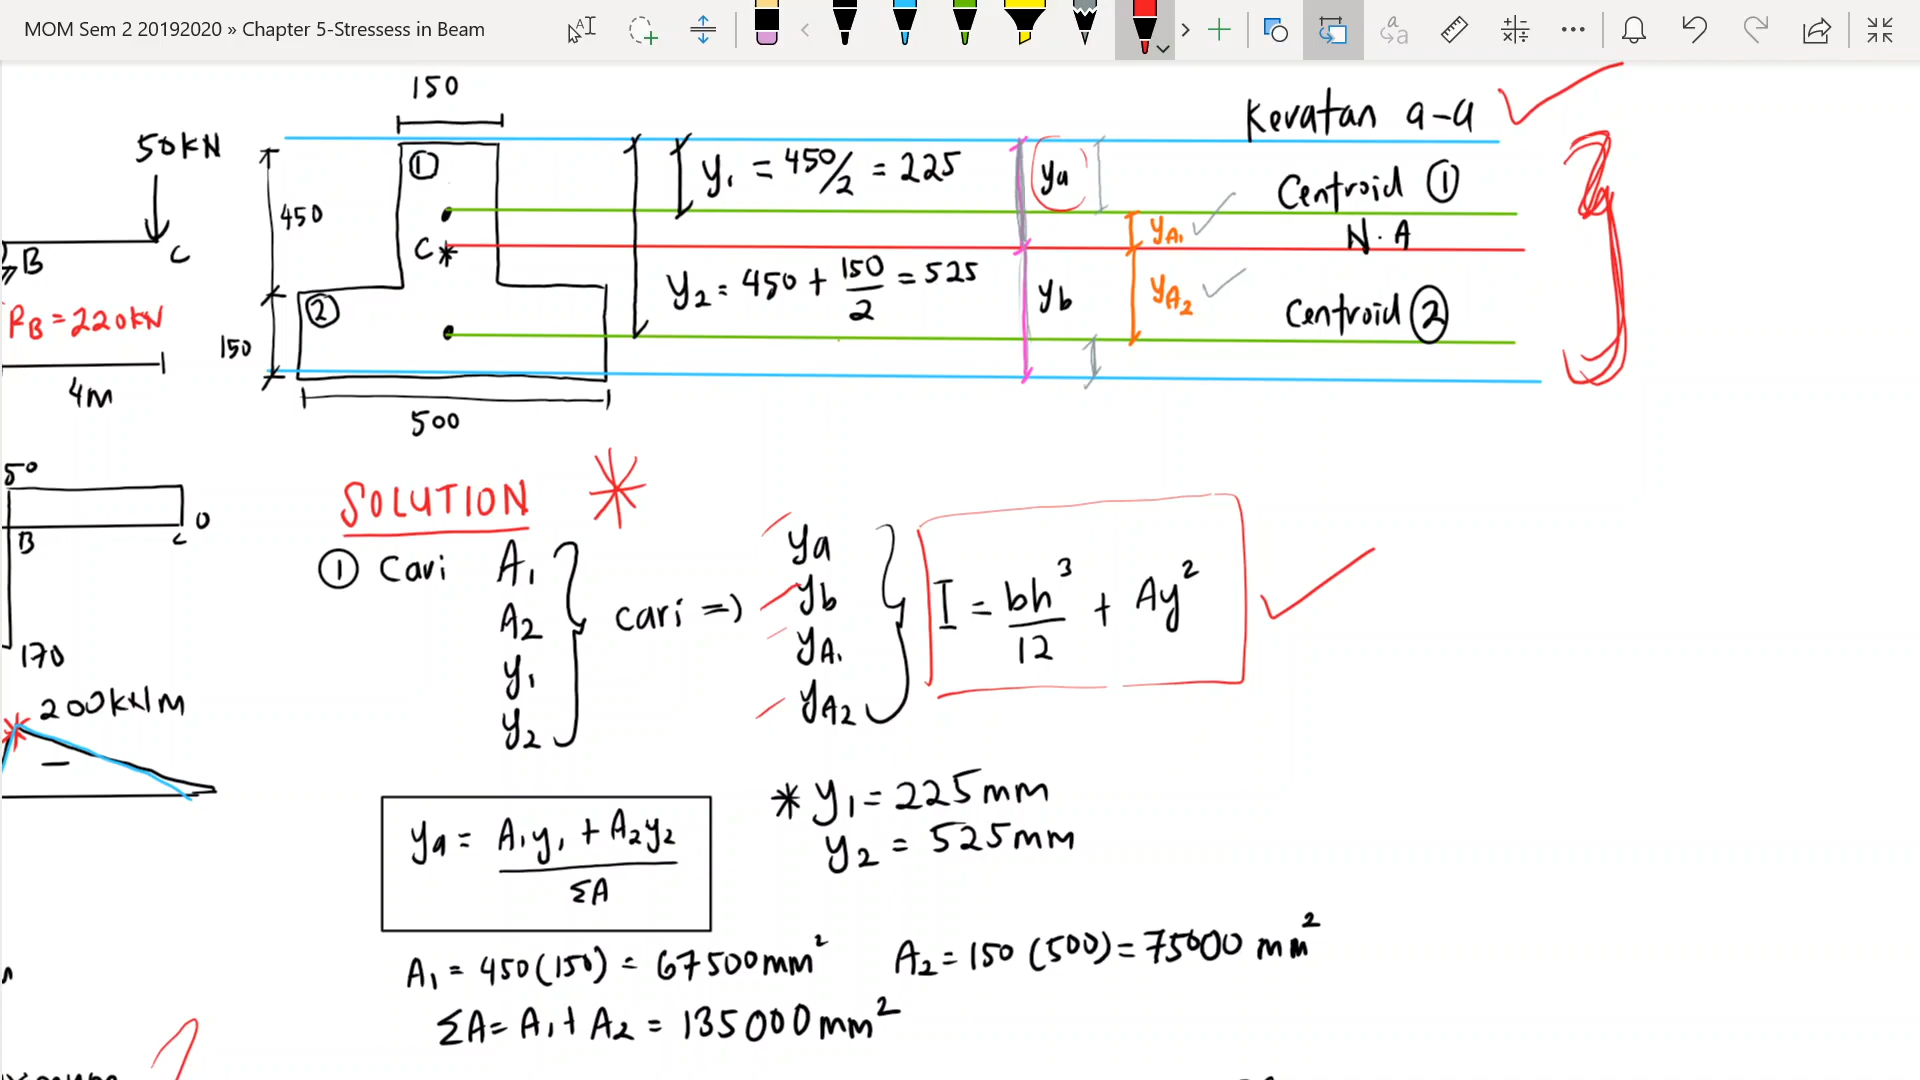 MOM Sem 2 20192020 » Chapter 5-Stressess in Beam
150
Keratan a-a
50kN
① y₁ = 450/2 = 225 ya Centroid ①
450
yA₁ N.A
B C C
② y₂ = 450 + 150/2 = 525 yb yA₂ Centroid ②
RB = 220kN
150
4m
500
50
SOLUTION *
0
B C
① Cari A₁ A₂ y₁ y₂ } cari => ya yb yA₁ yA₂ } I = bh³/12 + Ay²
170
200kNm
−
* y₁ = 225mm
y₂ = 525mm
ya = A₁y₁ + A₂y₂ / ΣA
A₁ = 450(150) = 67500mm² A₂ = 150(500) = 75000 mm²
ΣA = A₁ + A₂ = 135000mm²